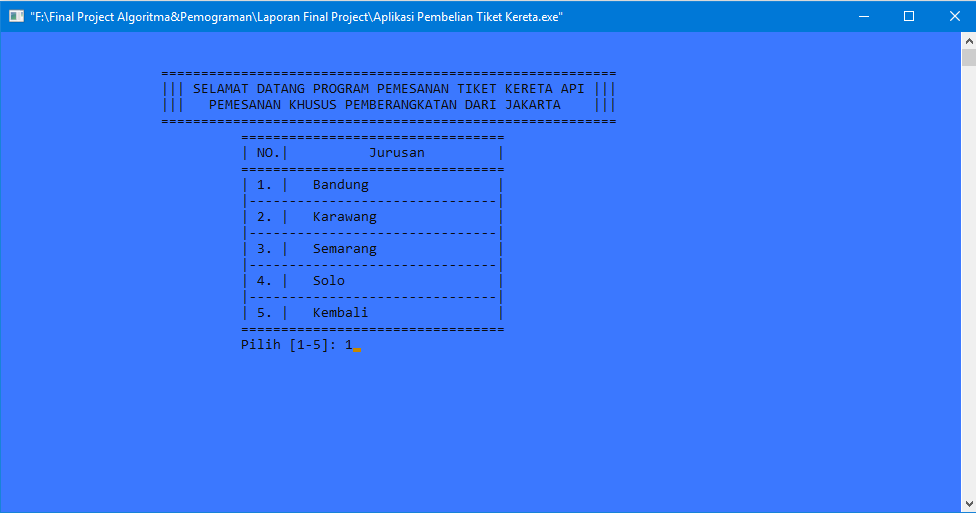 "F:\Final Project Algoritma&Pemograman\Laporan Final Project\Aplikasi Pembelian Tiket Kereta.exe"
=========================================================
||| SELAMAT DATANG PROGRAM PEMESANAN TIKET KERETA API |||
|||   PEMESANAN KHUSUS PEMBERANGKATAN DARI JAKARTA    |||
=========================================================
=================================
| NO.|          Jurusan         |
=================================
| 1. |   Bandung                |
|-------------------------------|
| 2. |   Karawang               |
|-------------------------------|
| 3. |   Semarang               |
|-------------------------------|
| 4. |   Solo                   |
|-------------------------------|
| 5. |   Kembali                |
=================================
Pilih [1-5]: 1